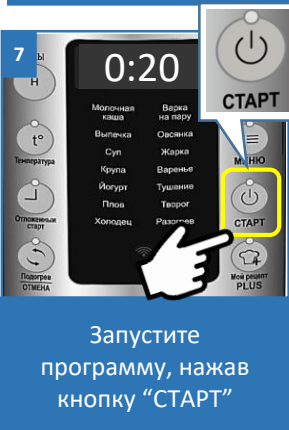 7
Ы
Н
0:20
СТАРТ
Молочная каша
Варка на пару
Выпечка
Овсянка
Суп
Жарка
Крупа
Варенье
Йогурт
Тушение
Плов
Творог
Холодец
Разогрев
t°
Температура
Отложенный старт
Подогрев
ОТМЕНА
МЕНЮ
СТАРТ
Мой рецепт
PLUS
Запустите
программу, нажав
кнопку “СТАРТ”